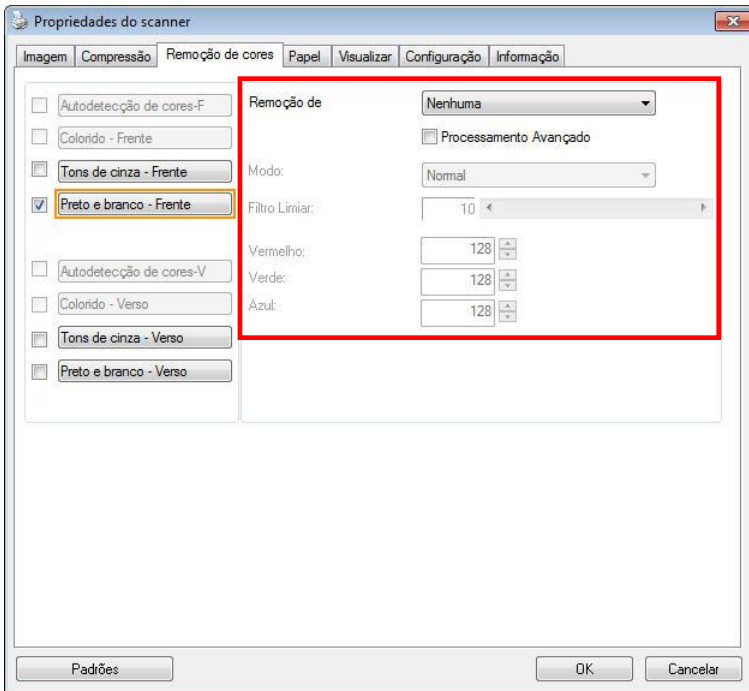 Propriedades do scanner
Imagem Compressão Remoção de cores Papel Visualizar Configuração Informação
Autodetecção de cores-F
Colorido - Frente
Tons de cinza - Frente
Preto e branco - Frente
Autodetecção de cores-V
Colorido - Verso
Tons de cinza - Verso
Preto e branco - Verso
Remoção de Nenhuma
Processamento Avançado
Modo: Normal
Filtro Limiar: 10
Vermelho: 128
Verde: 128
Azul: 128
Padrões OK Cancelar